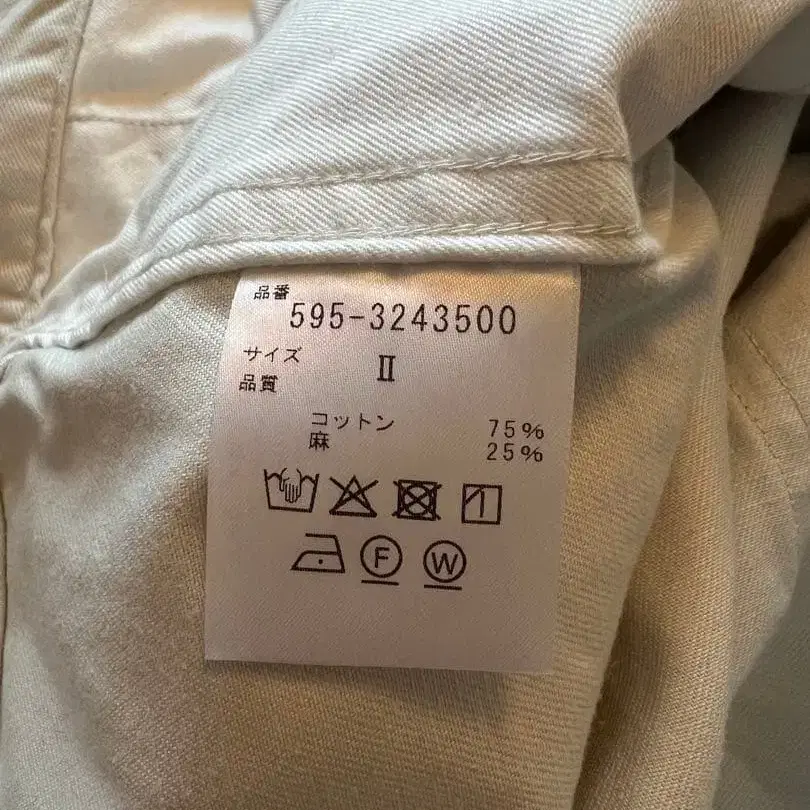 品番
595-3243500
サイズ II
品質
コットン 75%
麻 25%
F W